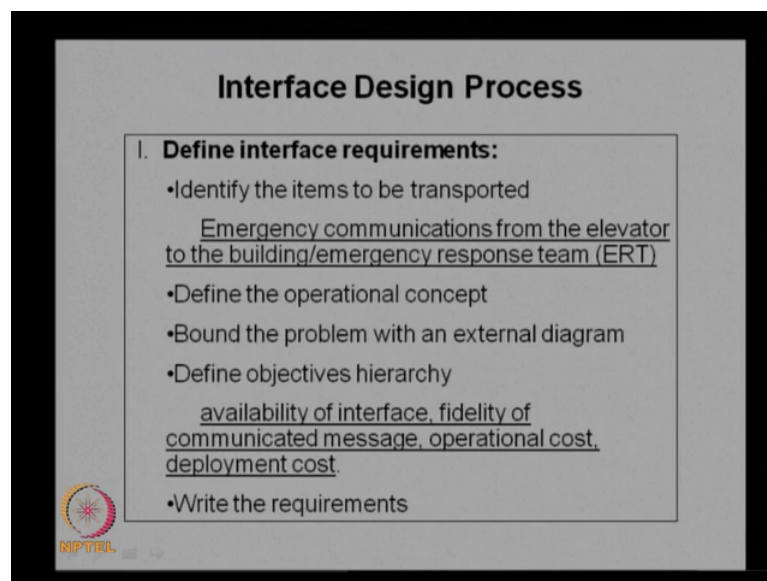 Interface Design Process
I. Define interface requirements:
•Identify the items to be transported
Emergency communications from the elevator
to the building/emergency response team (ERT)
•Define the operational concept
•Bound the problem with an external diagram
•Define objectives hierarchy
availability of interface, fidelity of
communicated message, operational cost,
deployment cost.
•Write the requirements
NPTEL